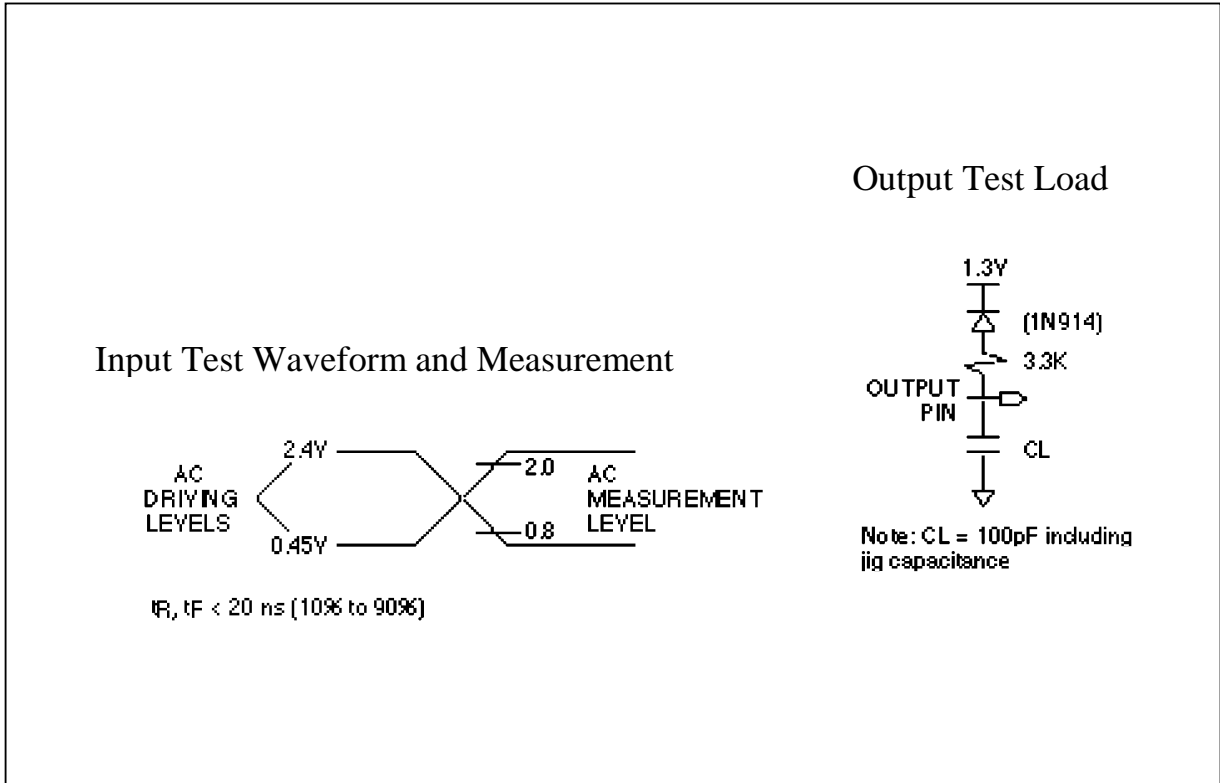 Output Test Load
1.3V
(1N914)
3.3K
OUTPUT
PIN
CL
Note: CL = 100pF including
jig capacitance
Input Test Waveform and Measurement
AC
DRIVING
LEVELS
2.4V
0.45V
2.0
0.8
AC
MEASUREMENT
LEVEL
tR, tF < 20 ns (10% to 90%)